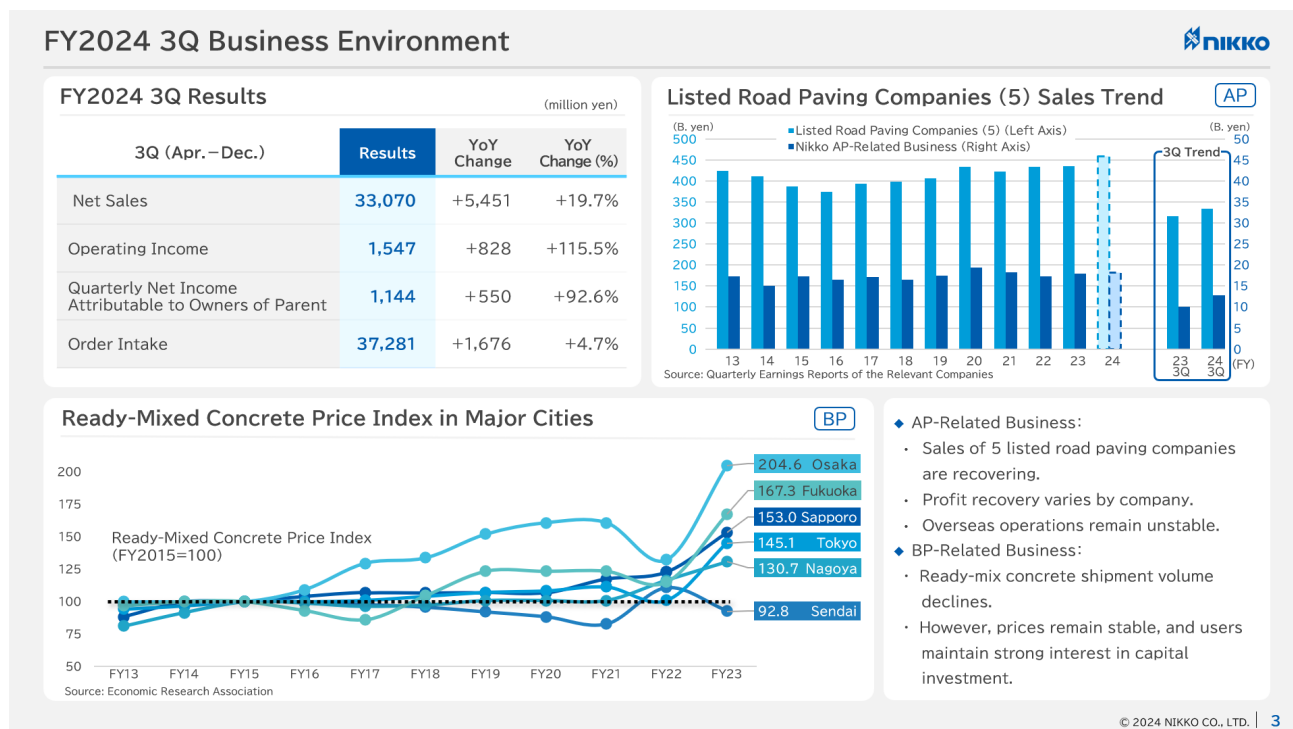 FY2024 3Q Business Environment
NIKKO
FY2024 3Q Results
(million yen)
3Q (Apr.－Dec.)
Results
YoY
Change
YoY
Change (%)
Net Sales
33,070
+5,451
+19.7%
Operating Income
1,547
+828
+115.5%
Quarterly Net Income
Attributable to Owners of Parent
1,144
+550
+92.6%
Order Intake
37,281
+1,676
+4.7%
Listed Road Paving Companies (5) Sales Trend
AP
(B. yen)
(B. yen)
Listed Road Paving Companies (5) (Left Axis)
Nikko AP-Related Business (Right Axis)
3Q Trend
500
450
400
350
300
250
200
150
100
50
0
50
45
40
35
30
25
20
15
10
5
0
13 14 15 16 17 18 19 20 21 22 23 24
23
3Q
24
3Q
(FY)
Source: Quarterly Earnings Reports of the Relevant Companies
Ready-Mixed Concrete Price Index in Major Cities
BP
200
175
150
125
100
75
50
Ready-Mixed Concrete Price Index
(FY2015=100)
204.6 Osaka
167.3 Fukuoka
153.0 Sapporo
145.1 Tokyo
130.7 Nagoya
92.8 Sendai
FY13 FY14 FY15 FY16 FY17 FY18 FY19 FY20 FY21 FY22 FY23
Source: Economic Research Association
◆ AP-Related Business:
・ Sales of 5 listed road paving companies
are recovering.
・ Profit recovery varies by company.
・ Overseas operations remain unstable.
◆ BP-Related Business:
・ Ready-mix concrete shipment volume
declines.
・ However, prices remain stable, and users
maintain strong interest in capital
investment.
© 2024 NIKKO CO., LTD. | 3